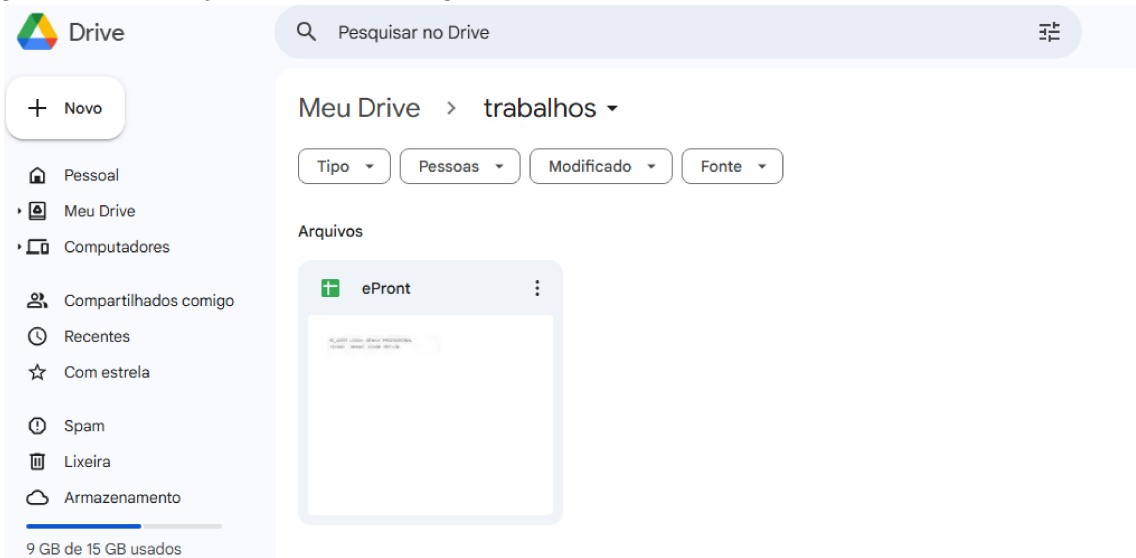 Drive
Pesquisar no Drive
Novo
Meu Drive > trabalhos
Tipo
Pessoas
Modificado
Fonte
Pessoal
Meu Drive
Computadores
Arquivos
ePront
Compartilhados comigo
Recentes
Com estrela
Spam
Lixeira
Armazenamento
9 GB de 15 GB usados